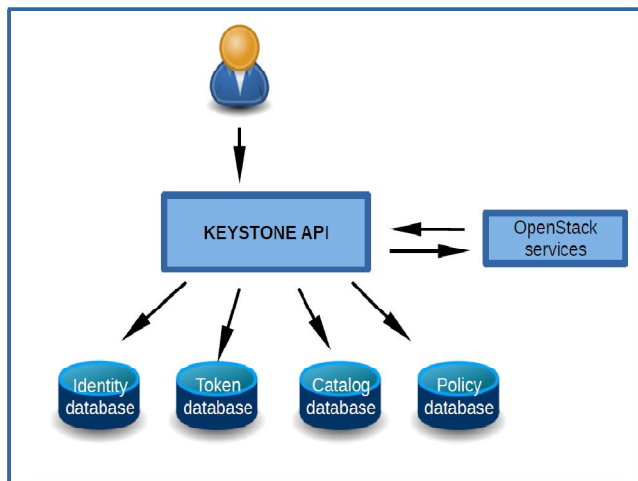 KEYSTONE API
OpenStack
services
Identity
database
Token
database
Catalog
database
Policy
database